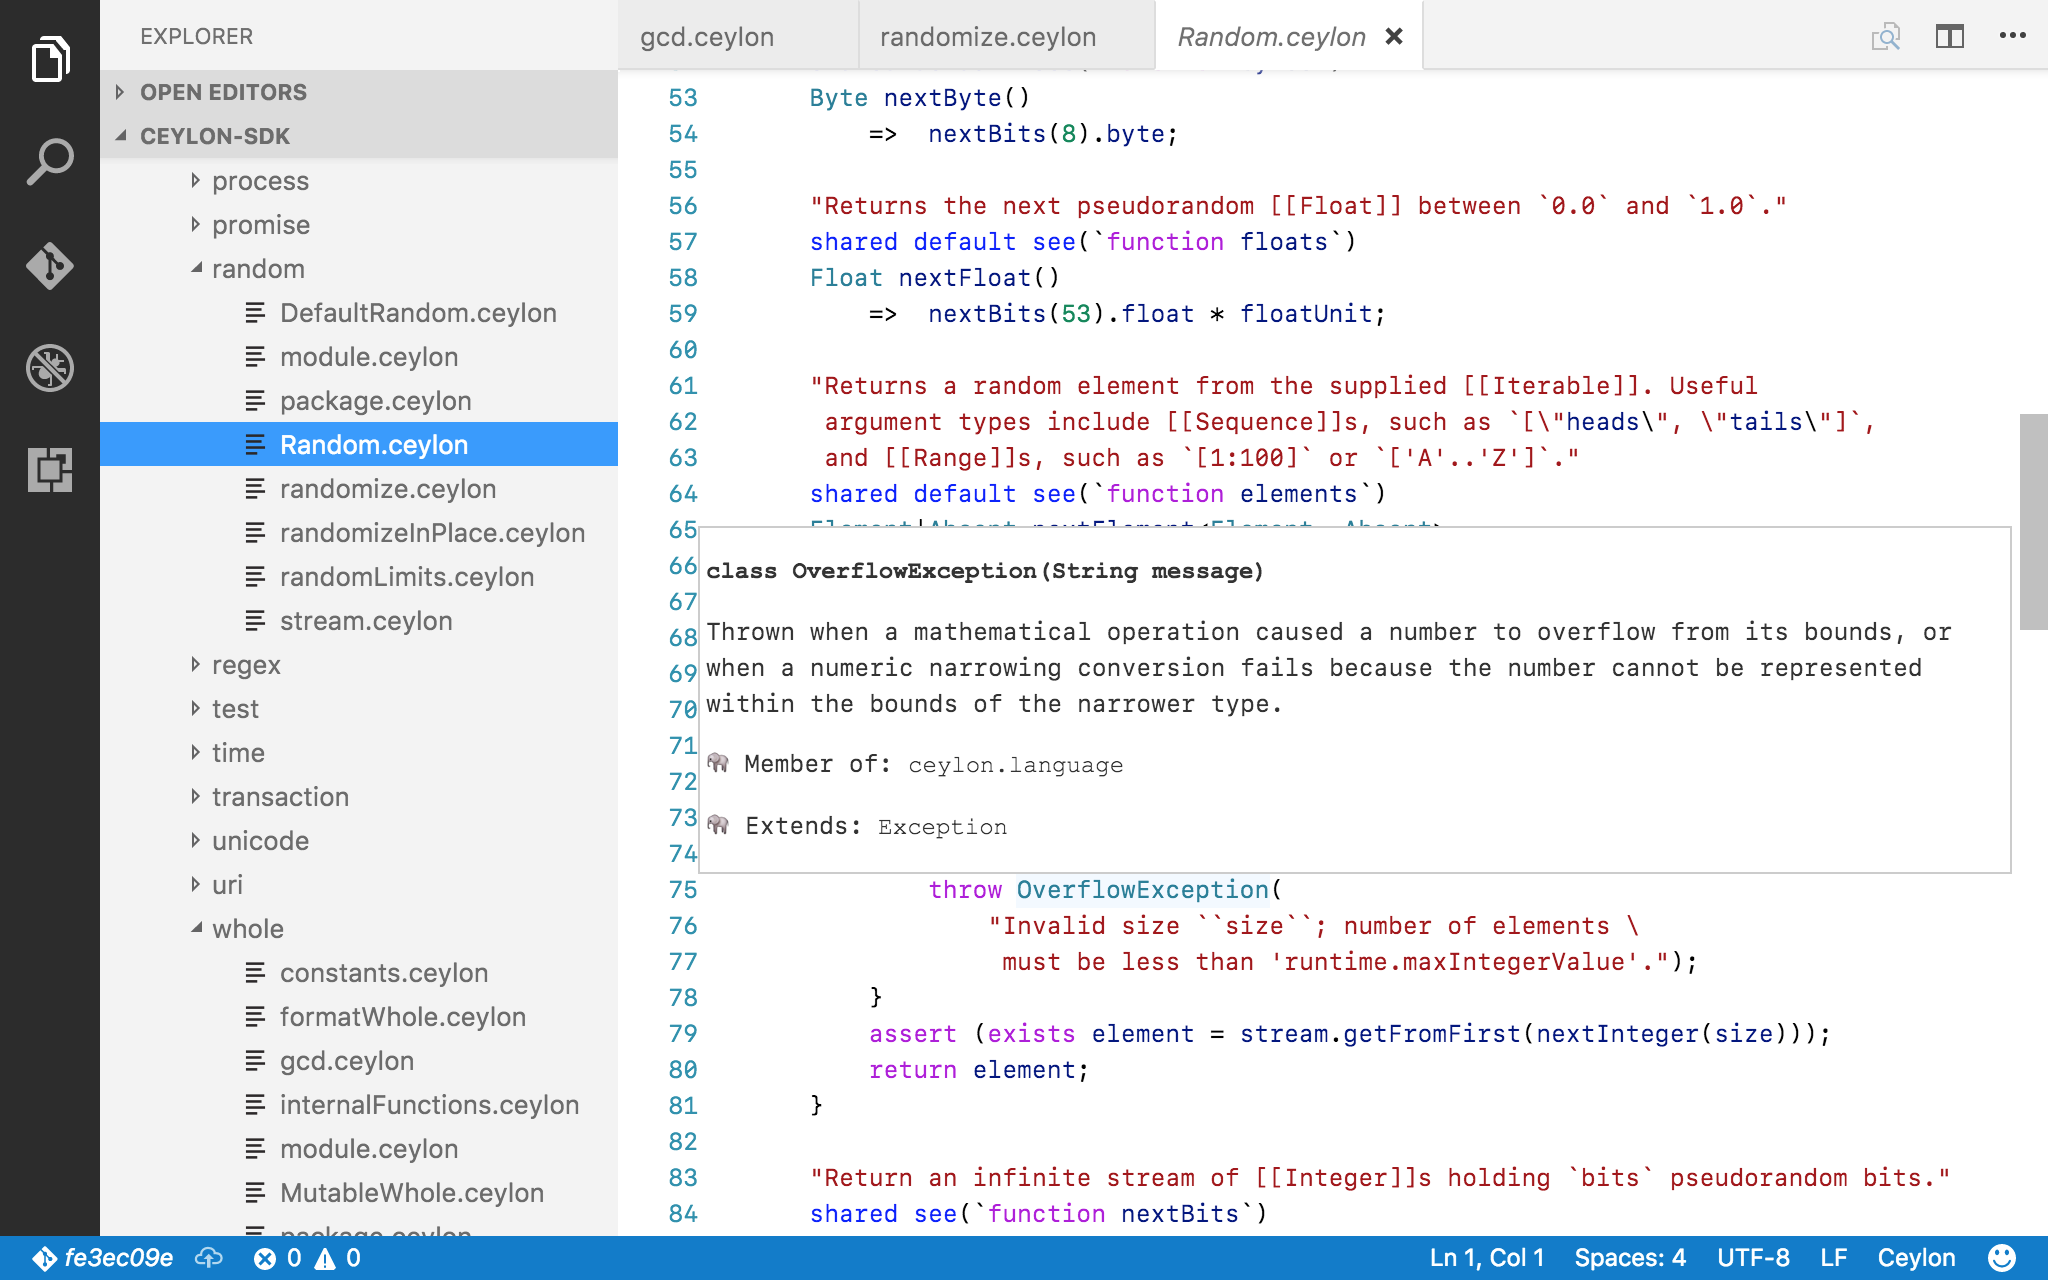 EXPLORER
OPEN EDITORS
CEYLON-SDK
process
promise
random
DefaultRandom.ceylon
module.ceylon
package.ceylon
Random.ceylon
randomize.ceylon
randomizeInPlace.ceylon
randomLimits.ceylon
stream.ceylon
regex
test
time
transaction
unicode
uri
whole
constants.ceylon
formatWhole.ceylon
gcd.ceylon
internalFunctions.ceylon
module.ceylon
MutableWhole.ceylon
package.ceylon
gcd.ceylon randomize.ceylon Random.ceylon
53 Byte nextByte()
54 => nextBits(8).byte;
55
56 "Returns the next pseudorandom [[Float]] between `0.0` and `1.0`."
57 shared default see(`function floats`)
58 Float nextFloat()
59 => nextBits(53).float * floatUnit;
60
61 "Returns a random element from the supplied [[Iterable]]. Useful
62 argument types include [[Sequence]]s, such as `[\"heads\", \"tails\"]`,
63 and [[Range]]s, such as `[1:100]` or `['A'..'Z']`."
64 shared default see(`function elements`)
65 Element|Absent nextElement<Element, Absent>
66
67
68
69
70
71
72
73
74
class OverflowException(String message)
Thrown when a mathematical operation caused a number to overflow from its bounds, or
when a numeric narrowing conversion fails because the number cannot be represented
within the bounds of the narrower type.
Member of: ceylon.language
Extends: Exception
75 throw OverflowException(
76 "Invalid size ``size``; number of elements \
77 must be less than 'runtime.maxIntegerValue'.");
78 }
79 assert (exists element = stream.getFromFirst(nextInteger(size)));
80 return element;
81 }
82
83 "Return an infinite stream of [[Integer]]s holding `bits` pseudorandom bits."
84 shared see(`function nextBits`)
fe3ec09e 0 0 Ln 1, Col 1 Spaces: 4 UTF-8 LF Ceylon